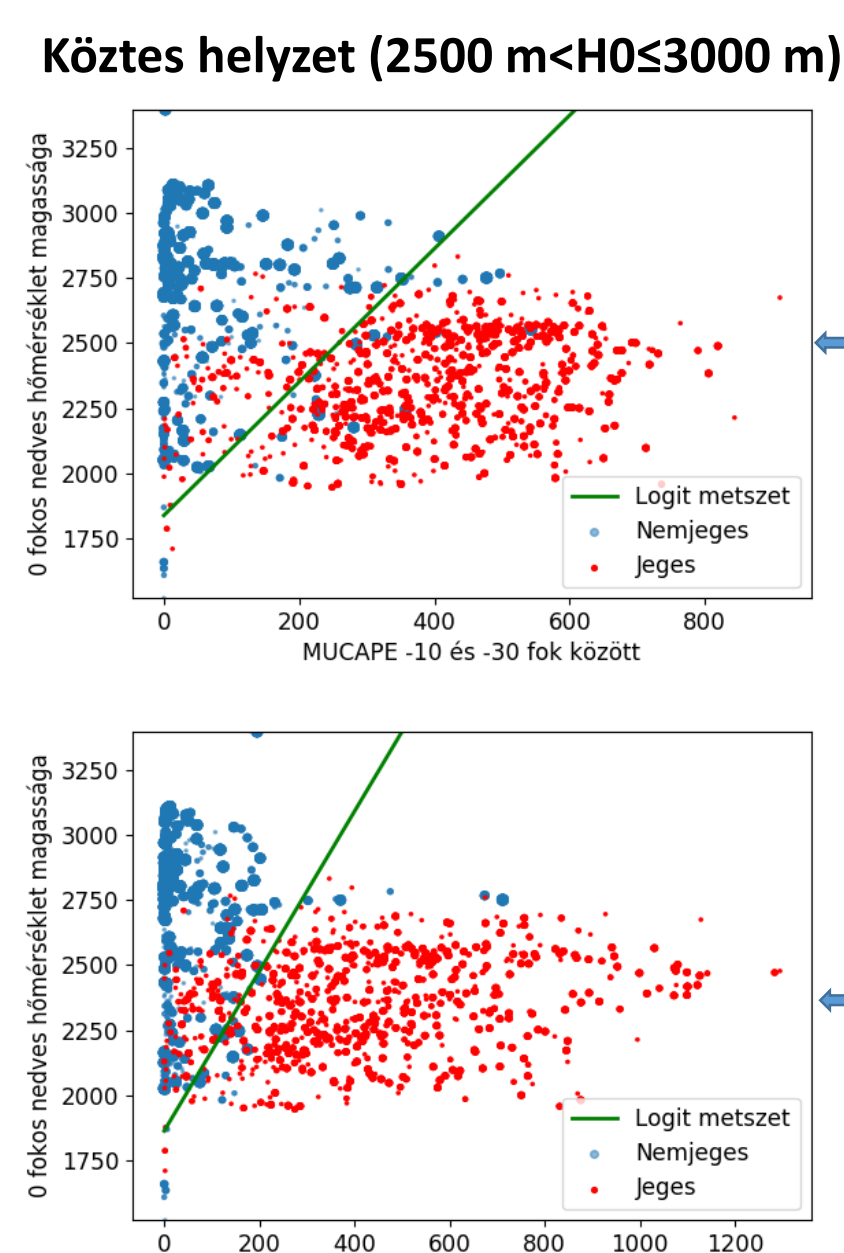 Köztes helyzet (2500 m<H0≤3000 m)
0 fokos nedves hőmérséklet magassága
3250
3000
2750
2500
2250
2000
1750
Logit metszet
Nemjeges
Jeges
0 200 400 600 800
MUCAPE -10 és -30 fok között
0 fokos nedves hőmérséklet magassága
3250
3000
2750
2500
2250
2000
1750
Logit metszet
Nemjeges
Jeges
0 200 400 600 800 1000 1200